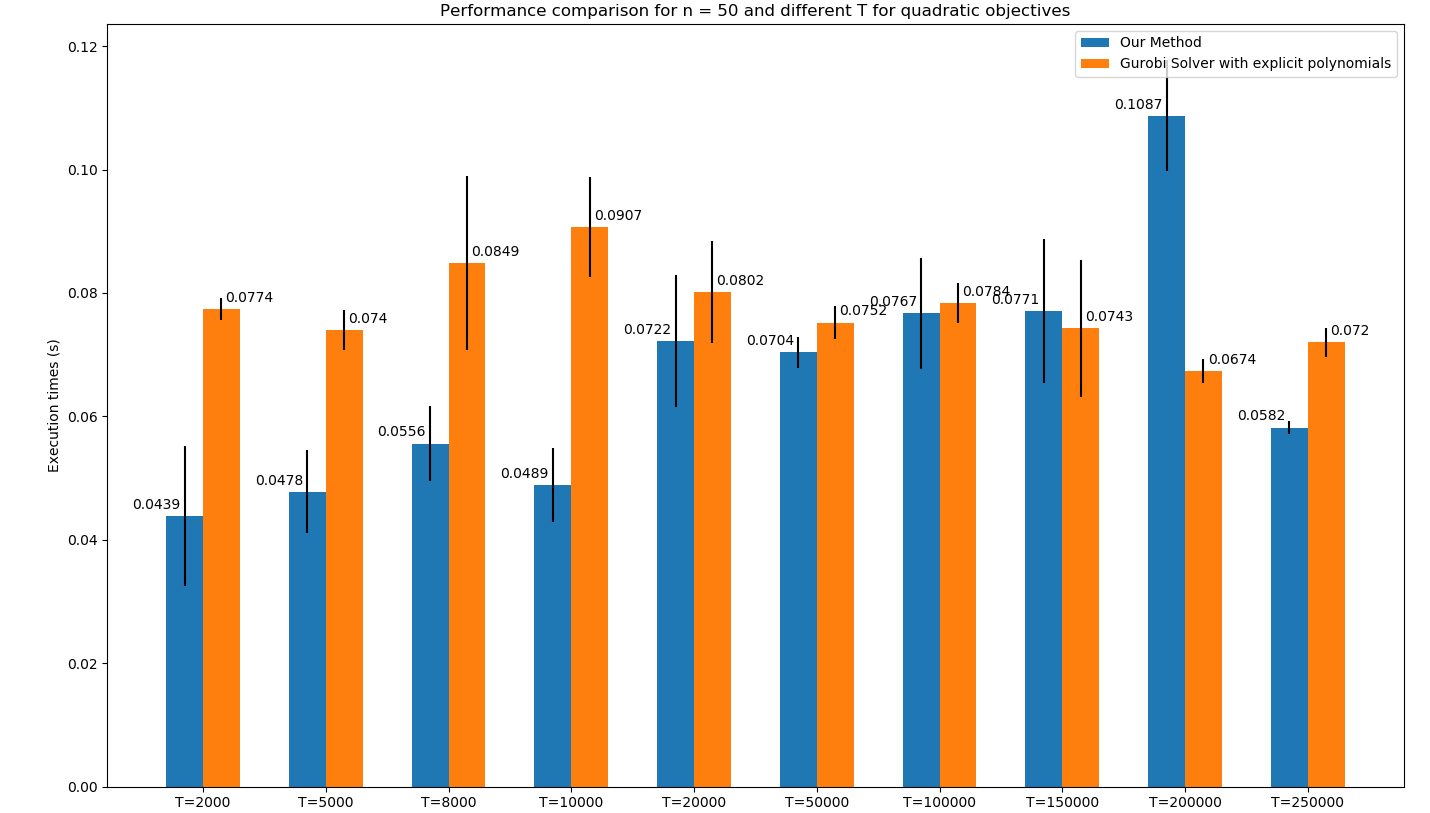 Performance comparison for n = 50 and different T for quadratic objectives
Our Method
Gurobi Solver with explicit polynomials
Execution times (s)
0.12
0.10
0.08
0.06
0.04
0.02
0.00
0.0439
0.0774
0.0478
0.074
0.0556
0.0849
0.0489
0.0907
0.0722
0.0802
0.0704
0.0752
0.0767
0.0784
0.0771
0.0743
0.1087
0.0674
0.0582
0.072
T=2000
T=5000
T=8000
T=10000
T=20000
T=50000
T=100000
T=150000
T=200000
T=250000